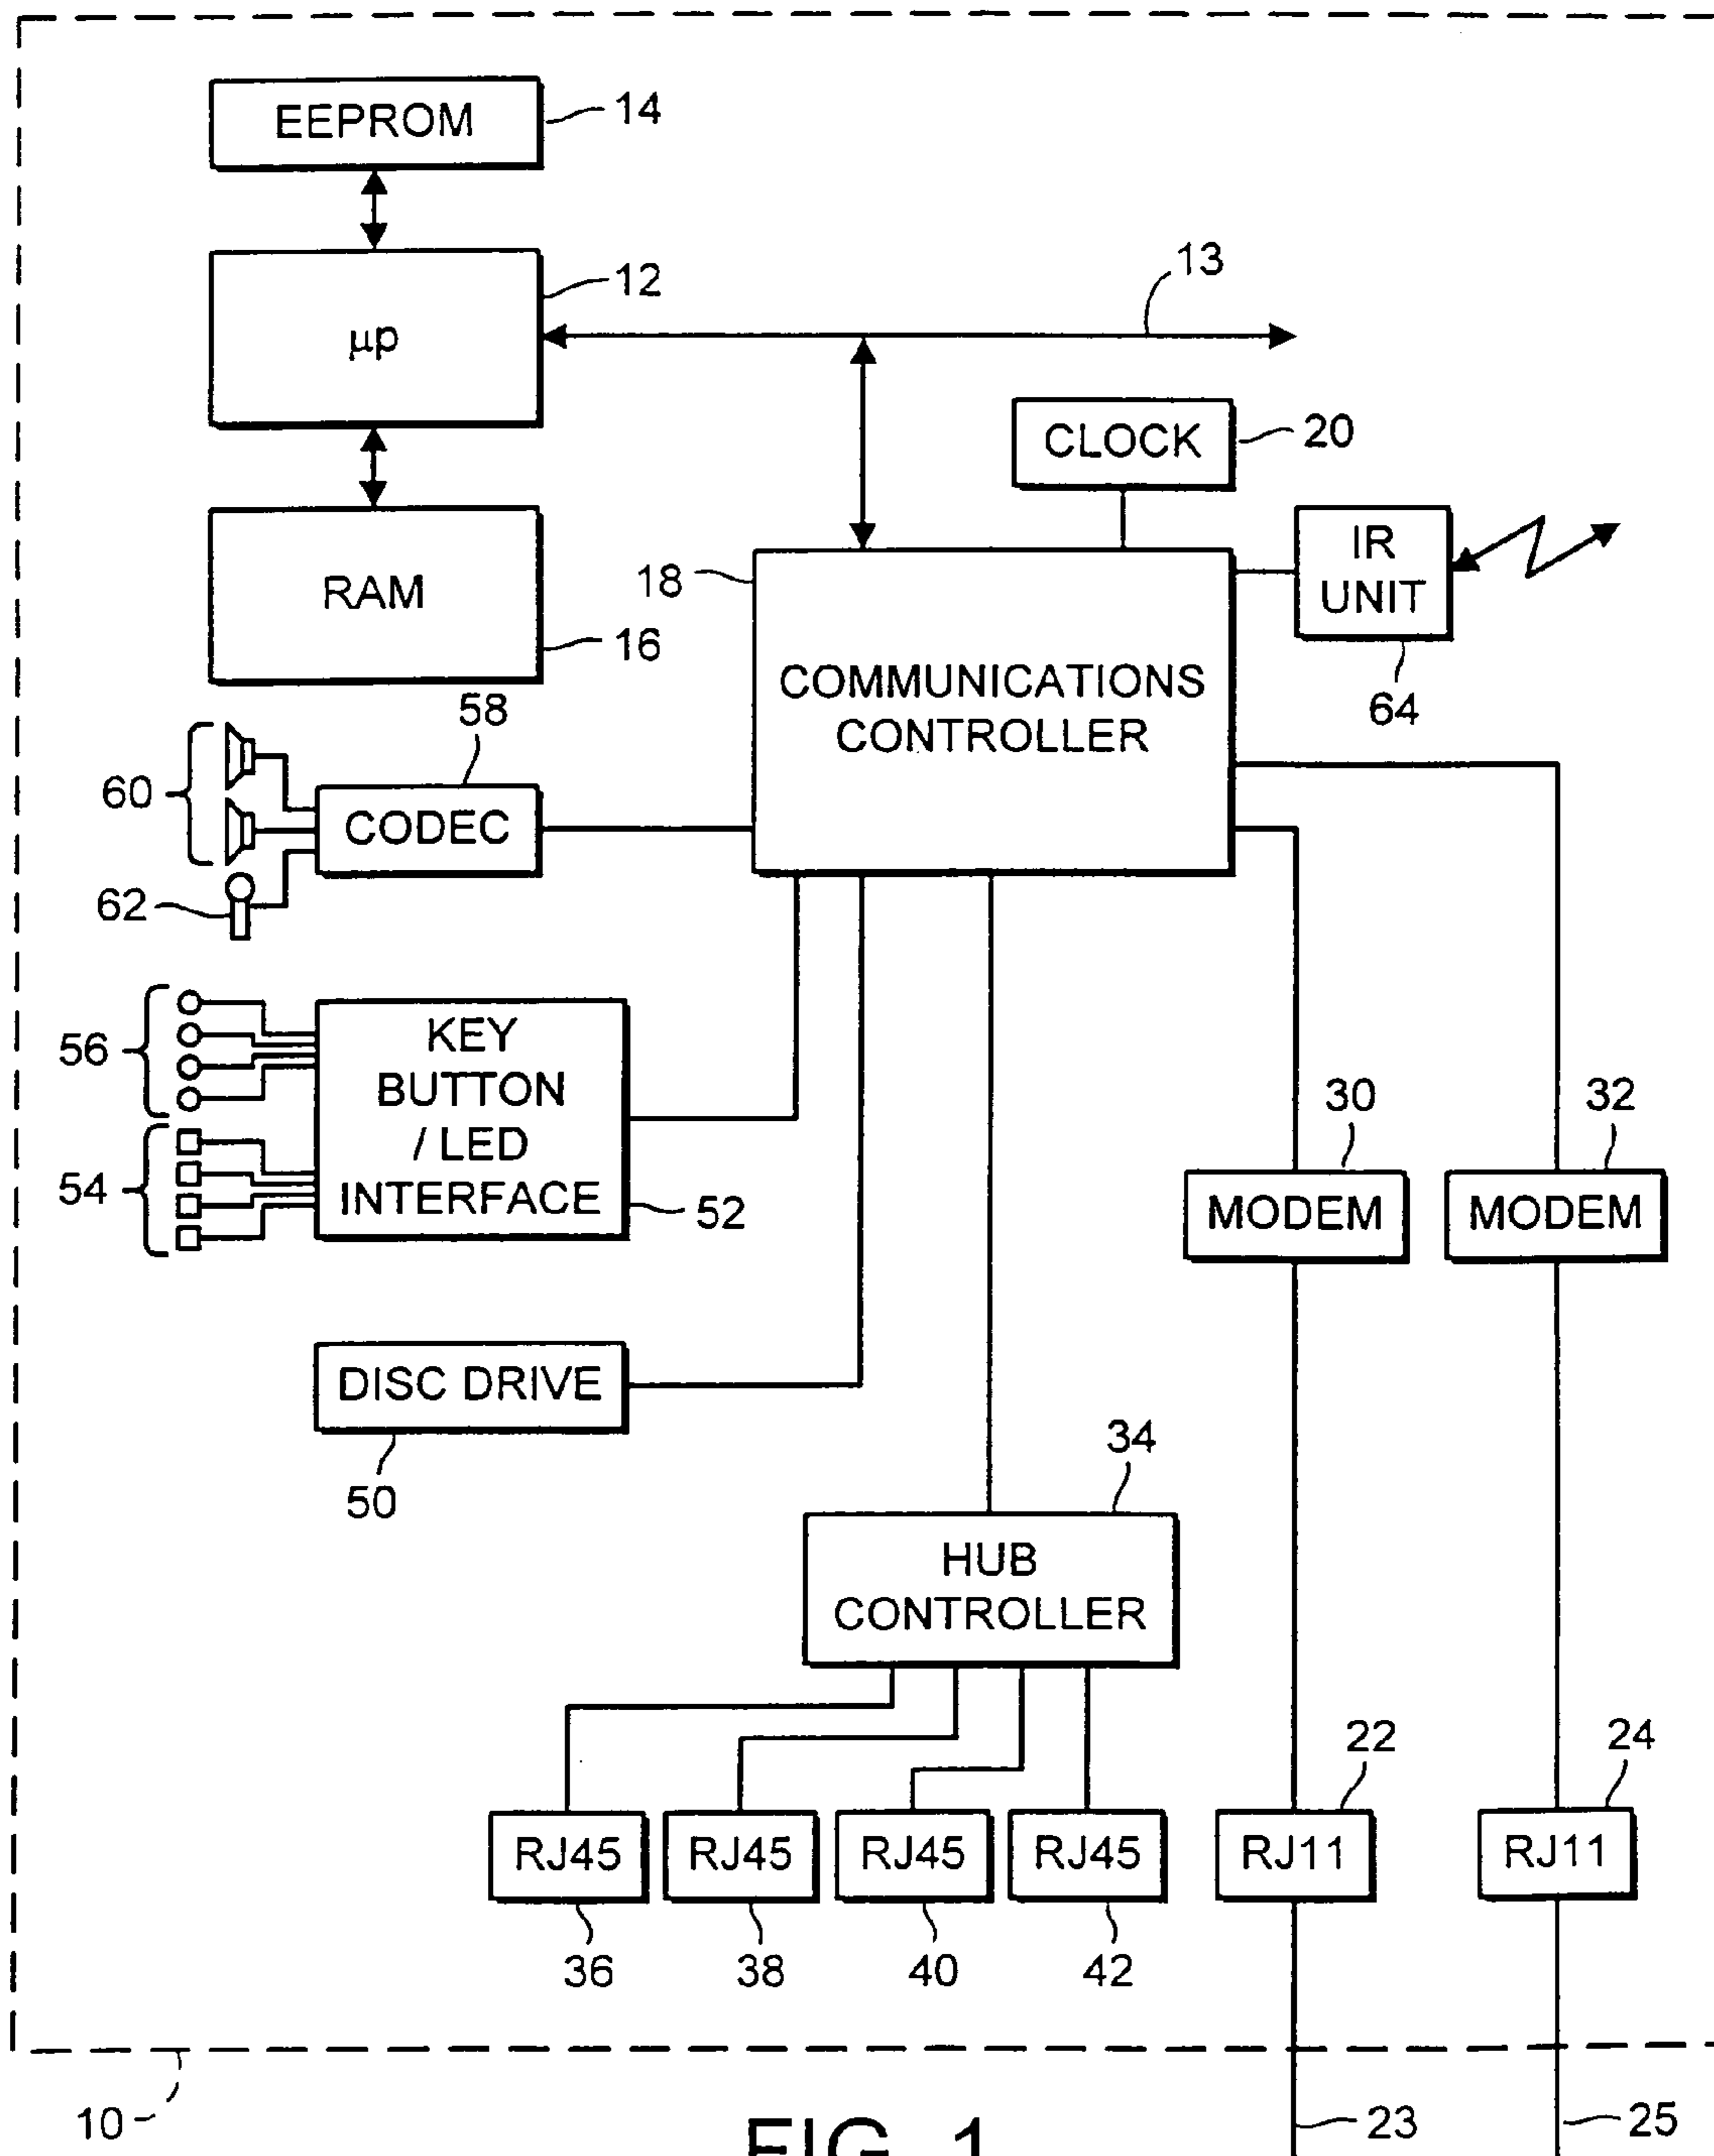 EEPROM
14
12
µp
13
CLOCK
20
RAM
16
18
IR
UNIT
64
COMMUNICATIONS
CONTROLLER
58
60
CODEC
62
56
KEY
BUTTON
/ LED
INTERFACE
54
52
30
32
MODEM
MODEM
DISC DRIVE
50
34
HUB
CONTROLLER
22
24
RJ45
RJ45
RJ45
RJ45
RJ11
RJ11
36
38
40
42
10
23
25
FIG. 1